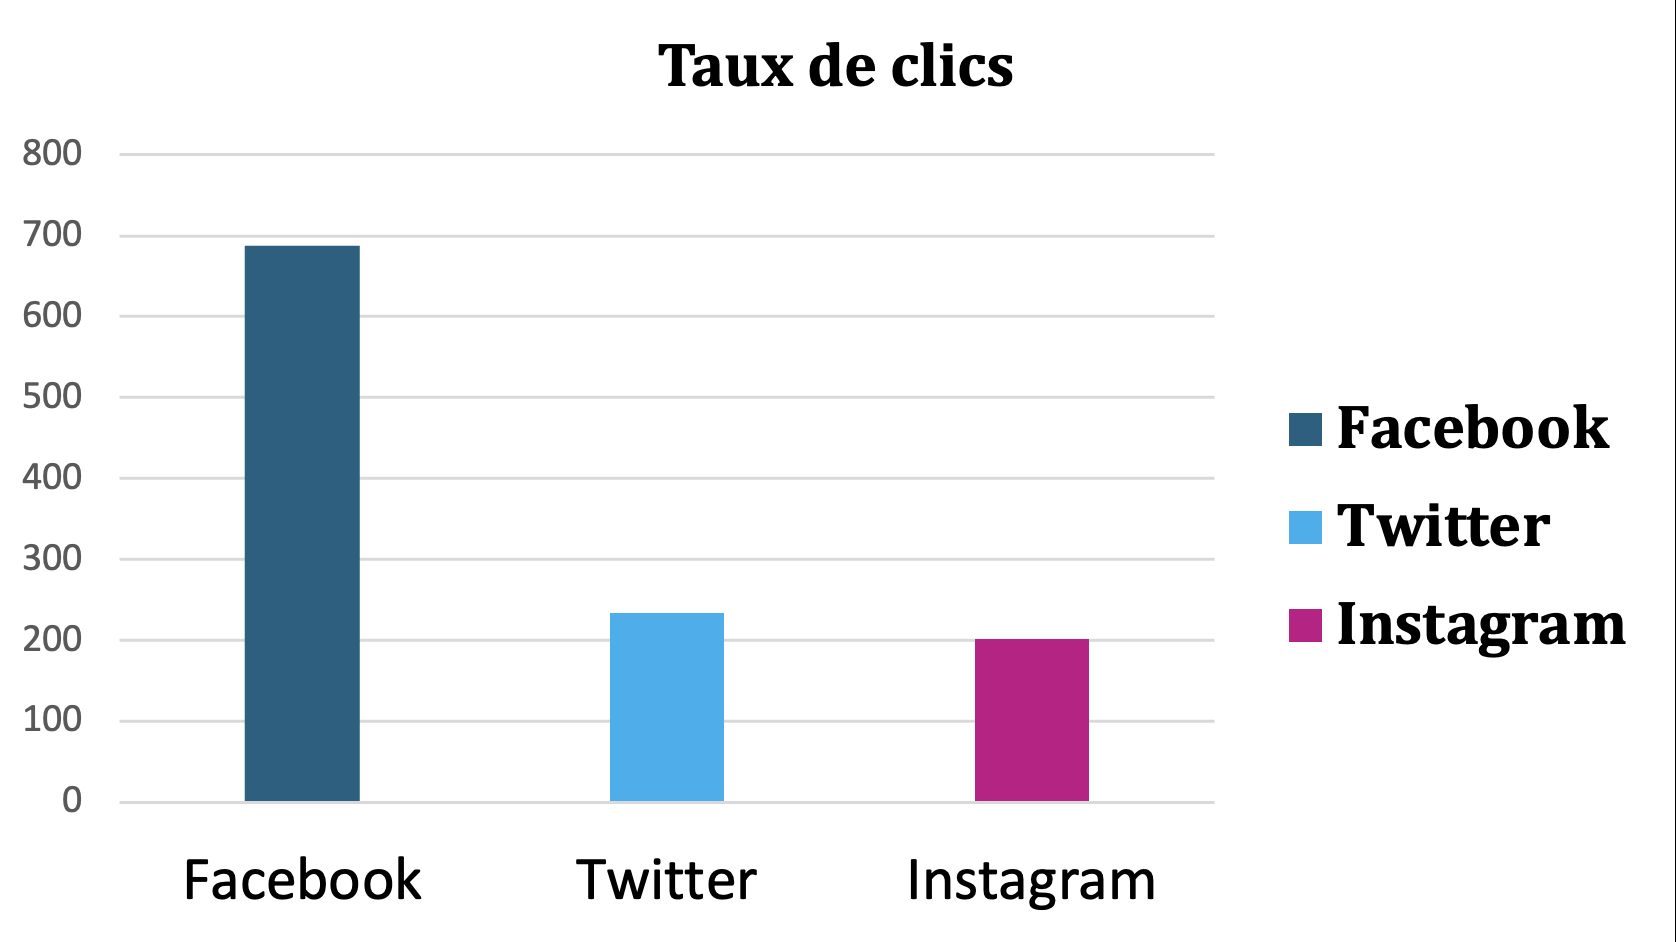 Taux de clics
800
700
600
500
400
300
200
100
0
Facebook Twitter Instagram
Facebook
Twitter
Instagram